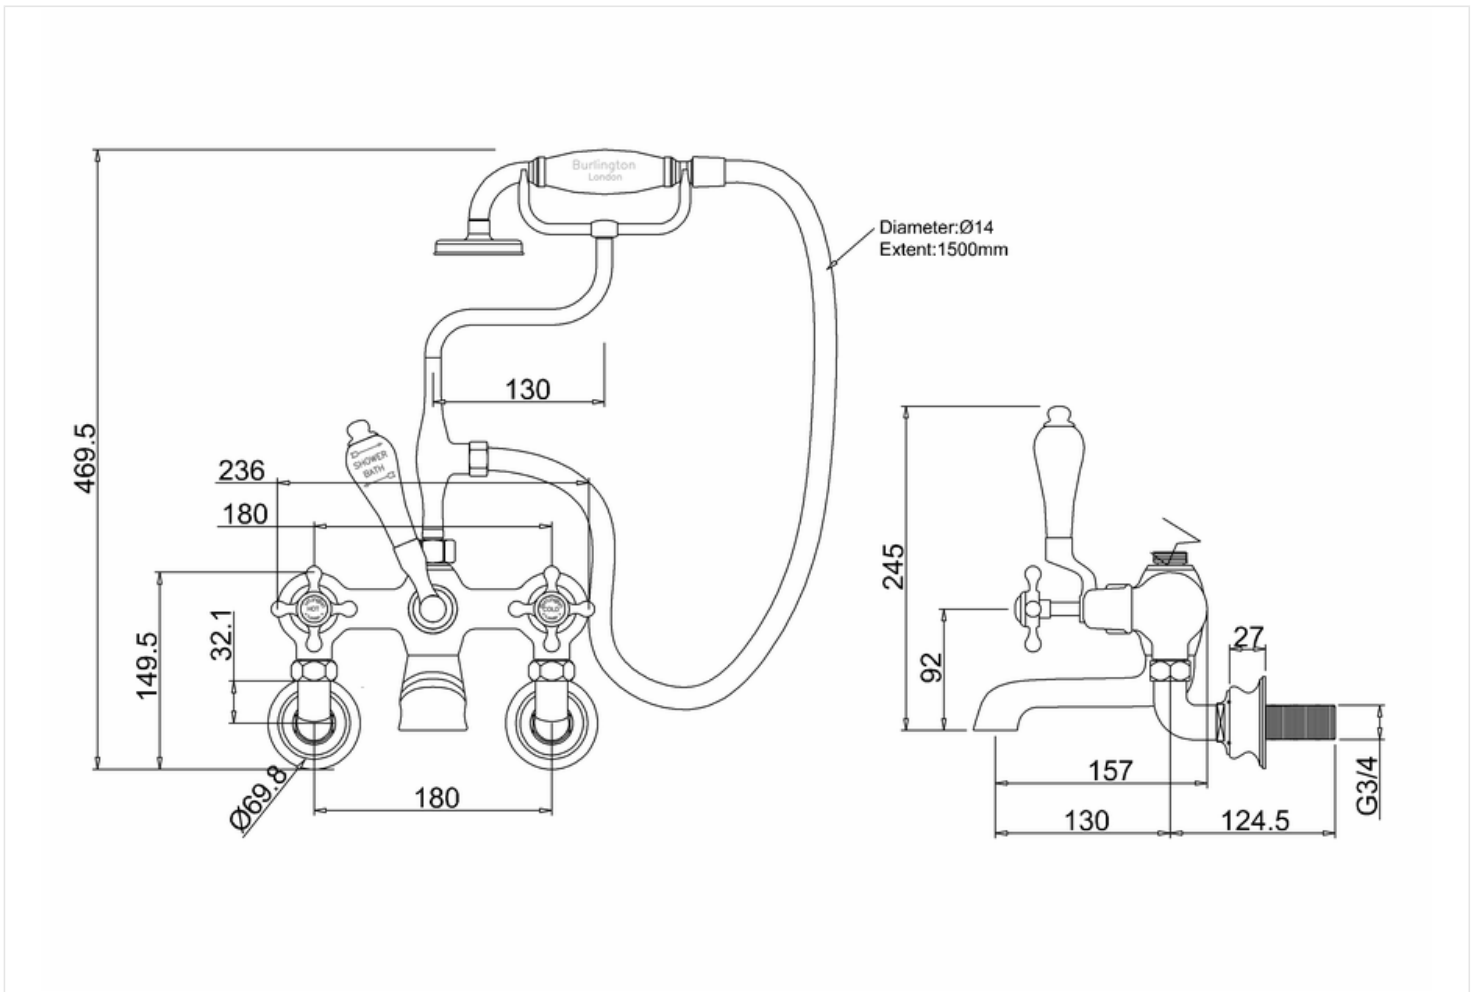 Burlington
London
Diameter:Ø14
Extent:1500mm
130
469.5
SHOWER
BATH
236
180
HOT
COLD
149.5
32.1
Ø69.8
180
245
92
27
157
130
124.5
G3/4